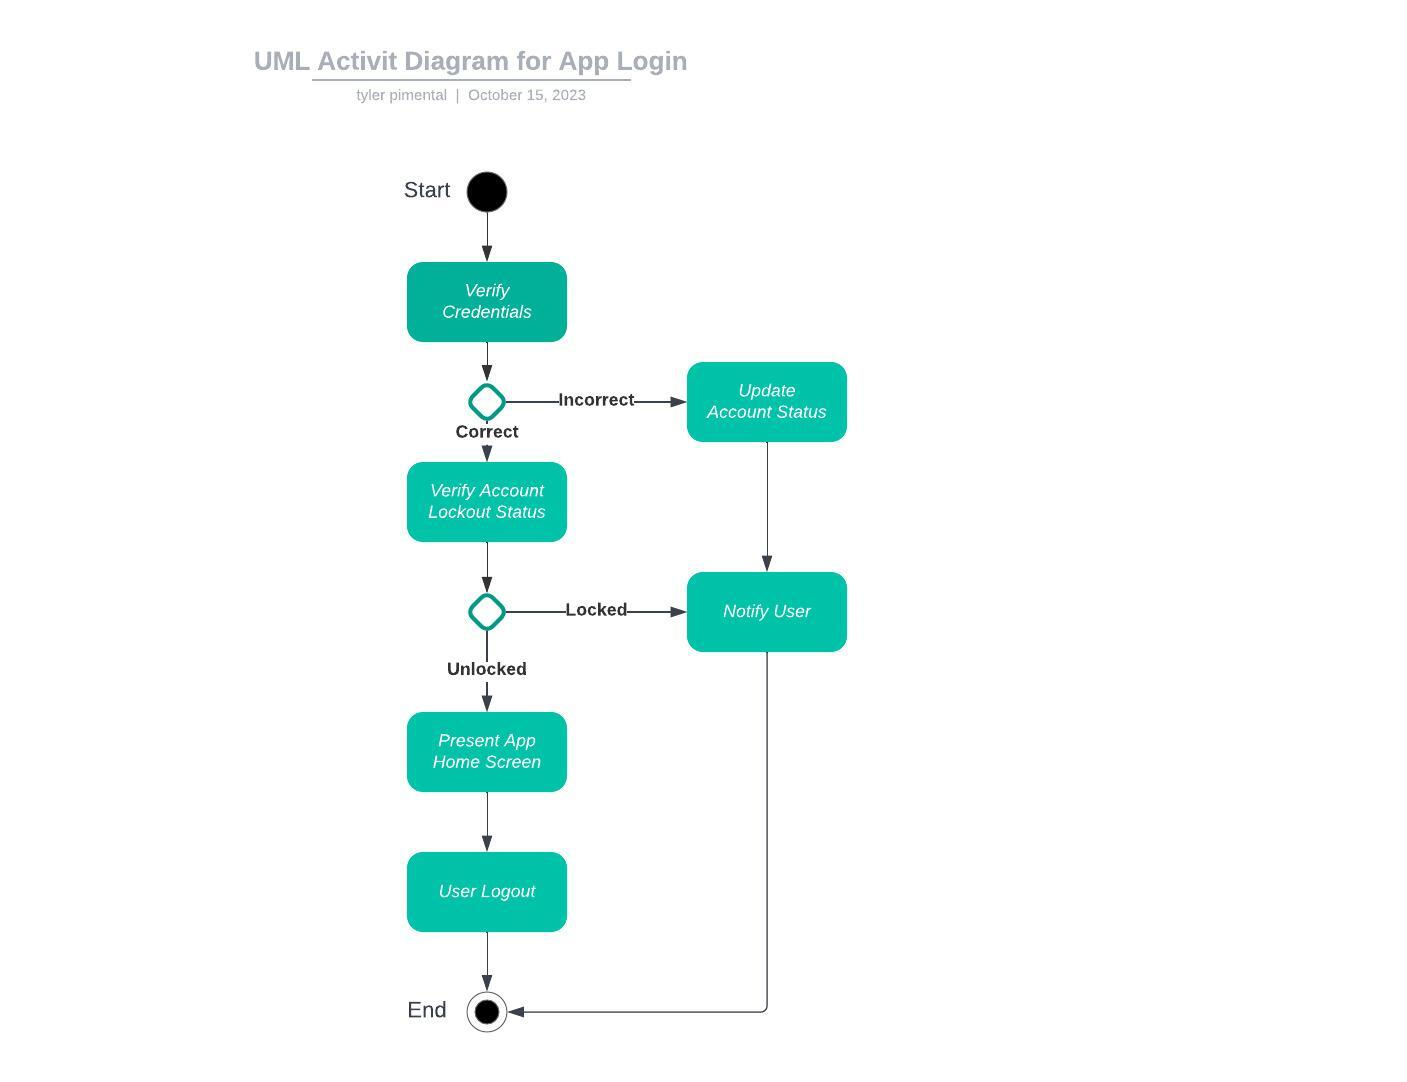 UML Activit Diagram for App Login
tyler pimental | October 15, 2023
Start
Verify
Credentials
Incorrect
Update
Account Status
Correct
Verify Account
Lockout Status
Locked
Notify User
Unlocked
Present App
Home Screen
User Logout
End